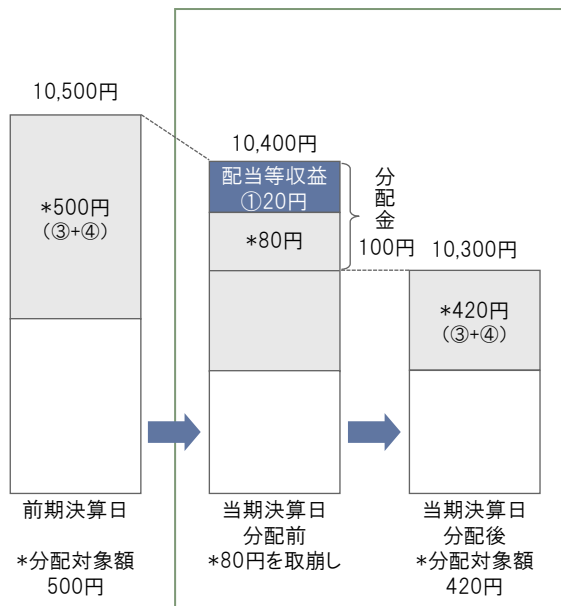 10,500円
*500円
(③+④)
前期決算日
*分配対象額
500円
10,400円
配当等収益
①20円
*80円
分配金
100円
当期決算日
分配前
*80円を取崩し
10,300円
*420円
(③+④)
当期決算日
分配後
*分配対象額
420円